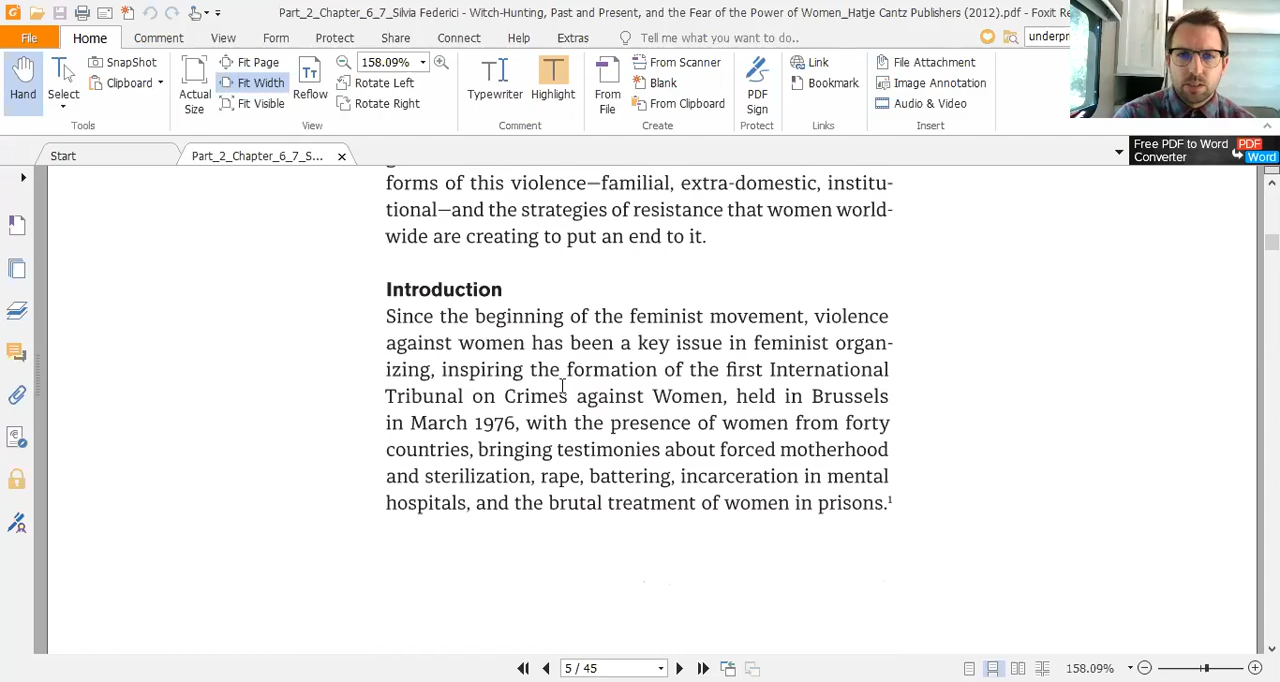 Part_2_Chapter_6_7_Silvia Federici - Witch-Hunting, Past and Present, and the Fear of the Power of Women_Hatje Cantz Publishers (2012).pdf - Foxit Re
File Home Comment View Form Protect Share Connect Help Extras Tell me what you want to do.. underpr
SnapShot Fit Page 158.09% From Scanner Link File Attachment
Clipboard Fit Width Rotate Left Blank Bookmark Image Annotation
Hand Select Actual Size Fit Visible Reflow Rotate Right Typewriter Highlight From File From Clipboard PDF Sign Audio & Video
Tools View Comment Create Protect Links Insert
Start Part_2_Chapter_6_7_S... Free PDF to Word Converter PDF Word
forms of this violence—familial, extra-domestic, institu-
tional—and the strategies of resistance that women world-
wide are creating to put an end to it.
Introduction
Since the beginning of the feminist movement, violence
against women has been a key issue in feminist organ-
izing, inspiring the formation of the first International
Tribunal on Crimes against Women, held in Brussels
in March 1976, with the presence of women from forty
countries, bringing testimonies about forced motherhood
and sterilization, rape, battering, incarceration in mental
hospitals, and the brutal treatment of women in prisons.¹
5 / 45 158.09%